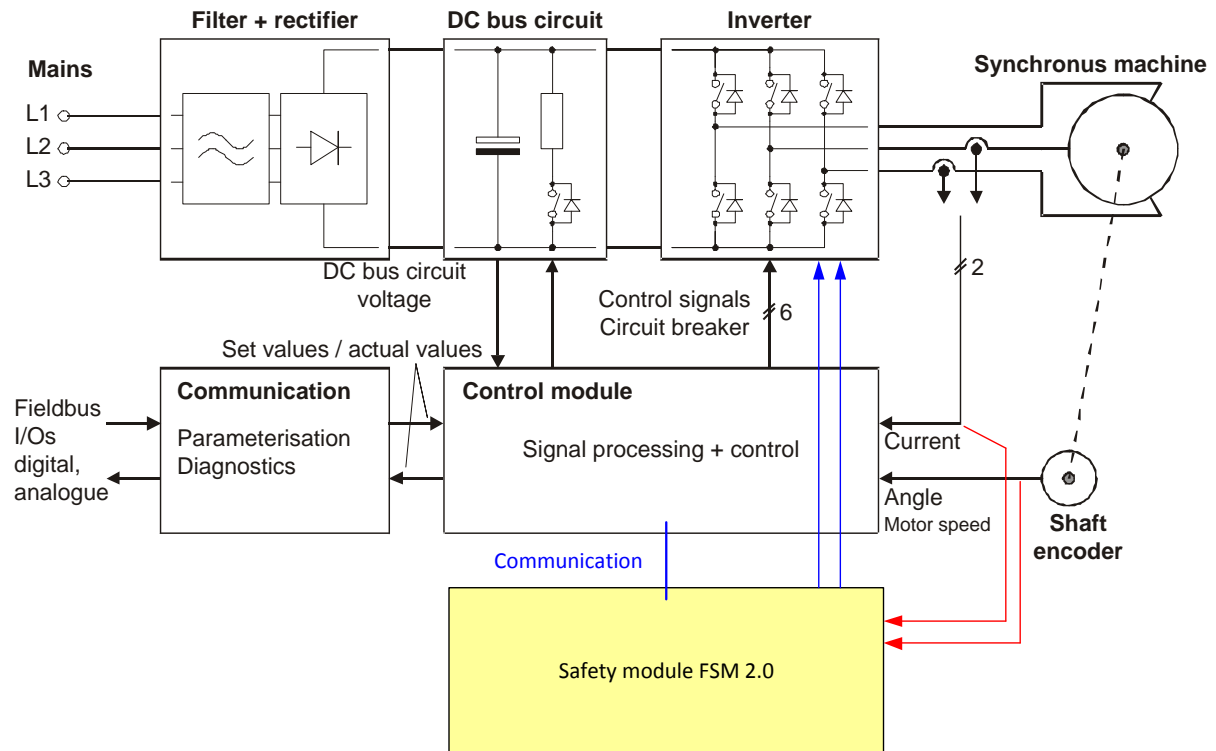 Filter + rectifier
DC bus circuit
Inverter
Mains
L1
L2
L3
Synchronus machine
DC bus circuit
voltage
Control signals
Circuit breaker
6
2
Set values / actual values
Communication
Parameterisation
Diagnostics
Control module
Signal processing + control
Fieldbus
I/Os
digital,
analogue
Current
Angle
Motor speed
Shaft
encoder
Communication
Safety module FSM 2.0